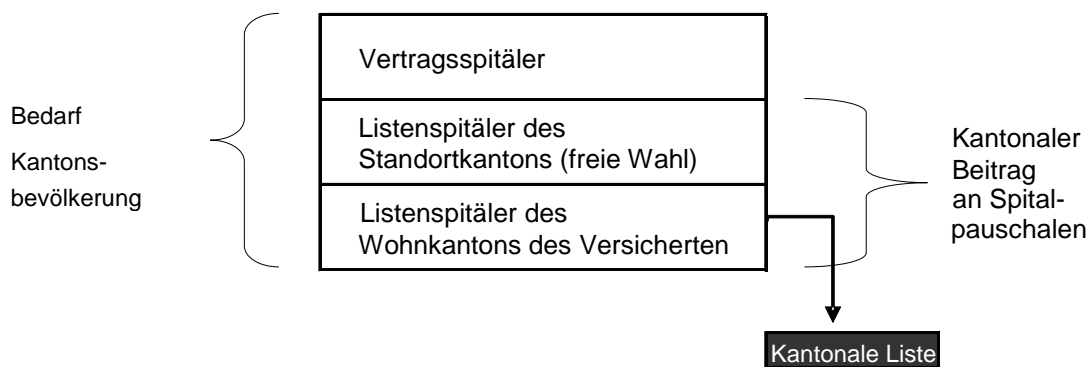 Bedarf
Kantons-
bevölkerung
Vertragsspitäler
Listenspitäler des
Standortkantons (freie Wahl)
Listenspitäler des
Wohnkantons des Versicherten
Kantonaler
Beitrag
an Spital-
pauschalen
Kantonale Liste